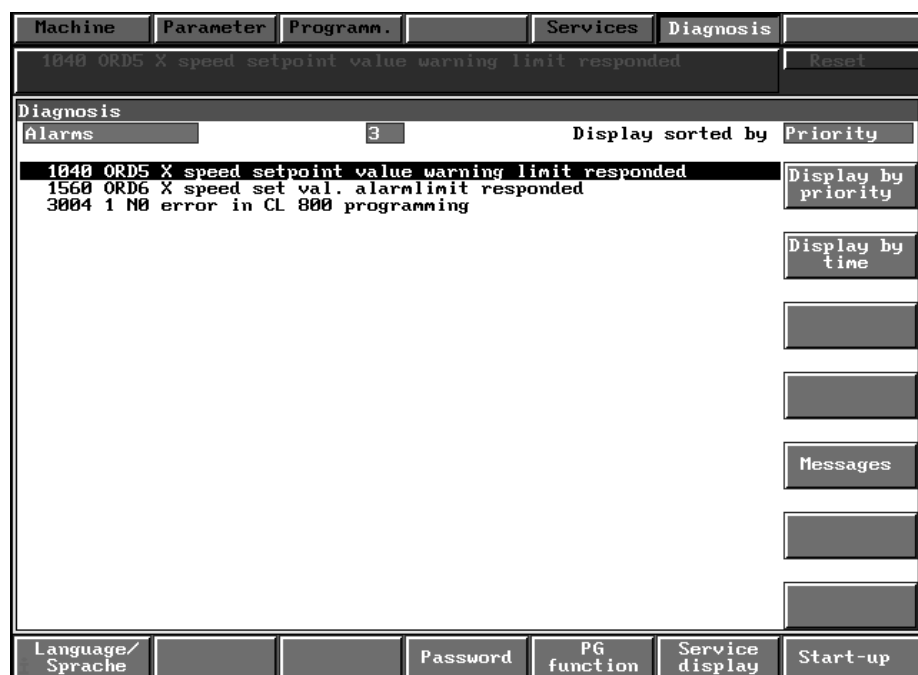 Machine Parameter Programm. Services Diagnosis
1040 ORD5 X speed setpoint value warning limit responded Reset
Diagnosis
Alarms 3 Display sorted by Priority
1040 ORD5 X speed setpoint value warning limit responded
1560 ORD6 X speed set val. alarmlimit responded
3004 1 N0 error in CL 800 programming
Display by
priority
Display by
time
Messages
Language/
Sprache
Password
PG
function
Service
display
Start-up